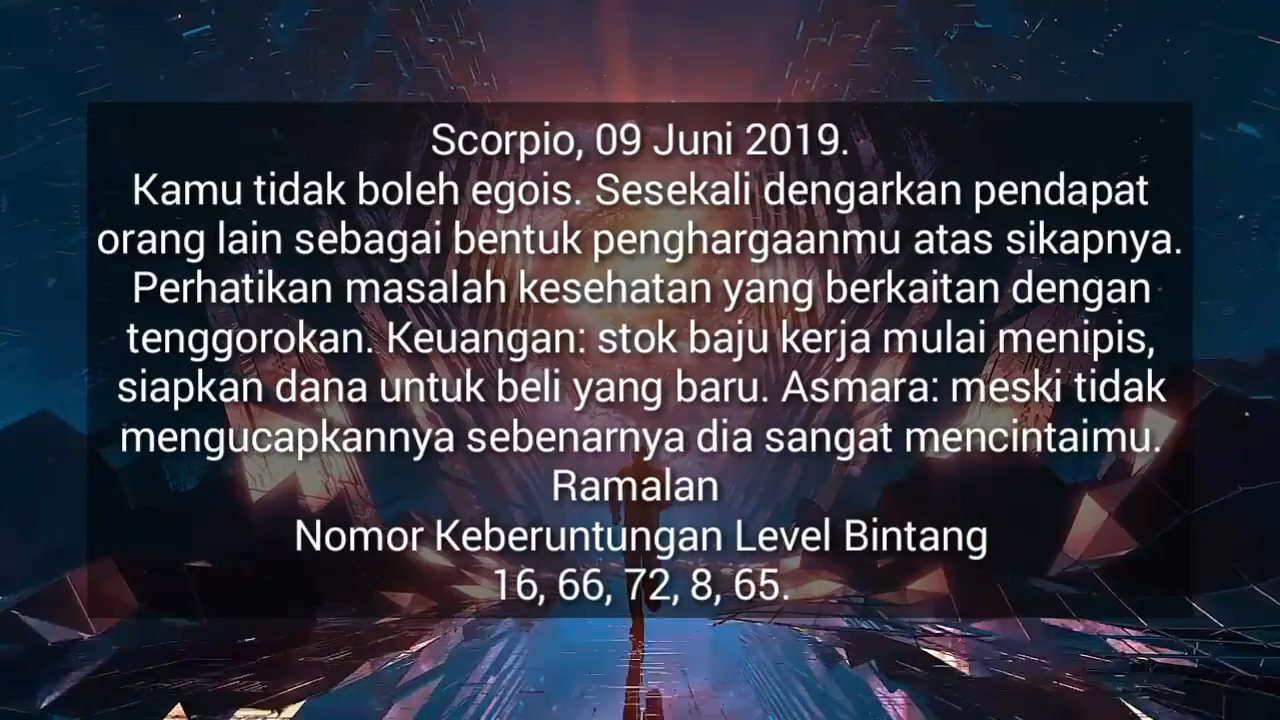 Scorpio, 09 Juni 2019.
Kamu tidak boleh egois. Sesekali dengarkan pendapat
orang lain sebagai bentuk penghargaanmu atas sikapnya.
Perhatikan masalah kesehatan yang berkaitan dengan
tenggorokan. Keuangan: stok baju kerja mulai menipis,
siapkan dana untuk beli yang baru. Asmara: meski tidak
mengucapkannya sebenarnya dia sangat mencintaimu.
Ramalan
Nomor Keberuntungan Level Bintang
16, 66, 72, 8, 65.